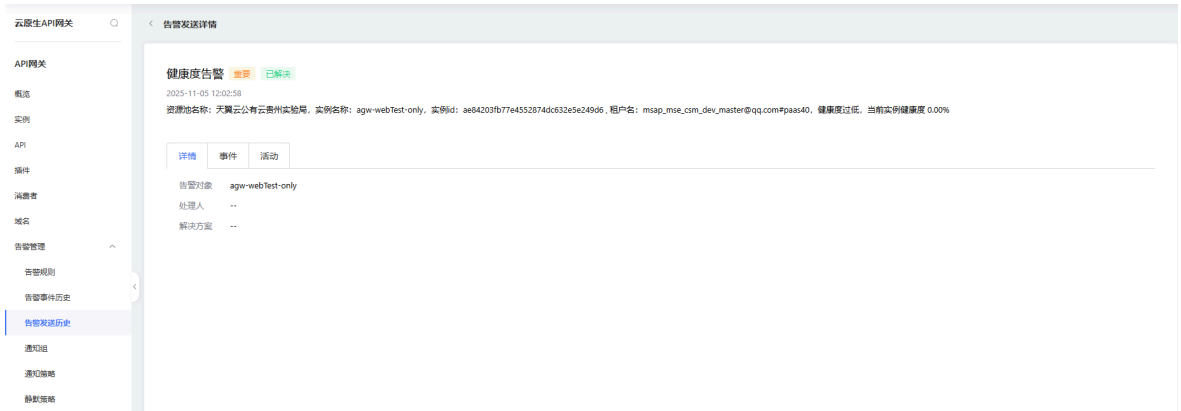 云原生API网关
API网关
概览
实例
API
插件
消费者
域名
告警管理
告警规则
告警事件历史
告警发送历史
通知组
通知策略
静默策略
告警发送详情
健康度告警 重要 已解决
2025-11-05 12:02:58
资源池名称：天翼云公有云贵州实验局，实例名称：agw-webTest-only，实例id：ae84203fb77e4552874dc632e5e249d6 , 租户名：msap_mse_csm_dev_master@qq.com#paas40，健康度过低，当前实例健康度 0.00%
详情 事件 活动
告警对象 agw-webTest-only
处理人 --
解决方案 --